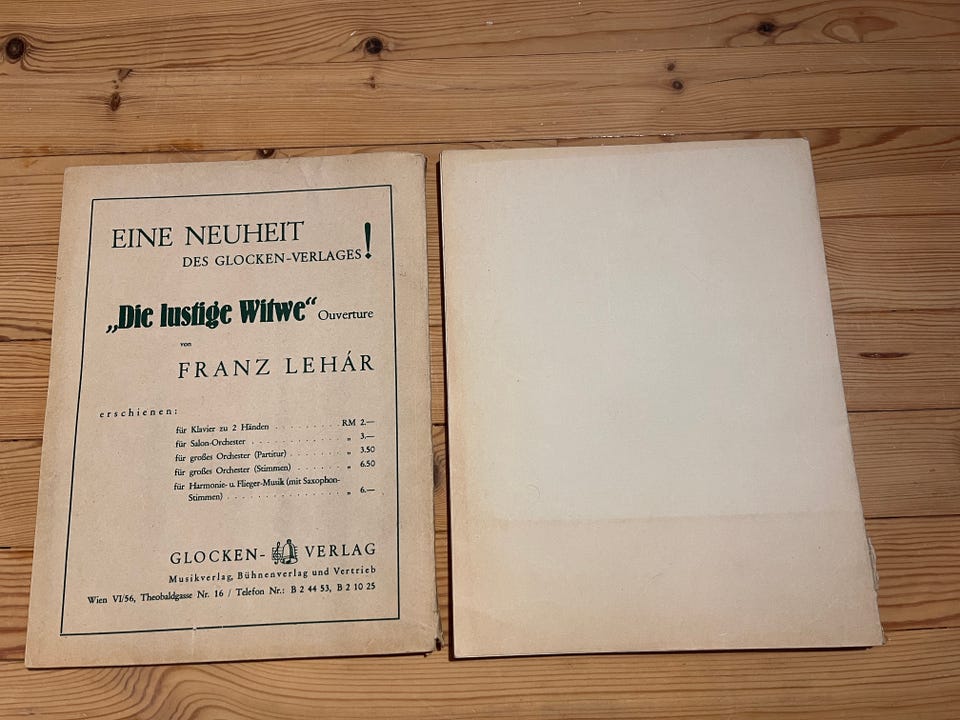 EINE NEUHEIT
DES GLOCKEN-VERLAGES!
„Die lustige Witwe“ Ouverture
von
FRANZ LEHÁR
erschienen:
für Klavier zu 2 Händen . . . . . . . . . . RM 2.—
für Salon-Orchester . . . . . . . . . . . . „ 3.—
für großes Orchester (Partitur) . . . . . . „ 3.50
für großes Orchester (Stimmen) . . . . . . „ 6.50
für Harmonie- u. Flieger-Musik (mit Saxophon-
Stimmen) . . . . . . . . . . . . . . . . „ 6.—
GLOCKEN- VERLAG
Musikverlag, Bühnenverlag und Vertrieb
Wien VI/56, Theobaldgasse Nr. 16 / Telefon Nr.: B 2 44 53, B 2 10 25